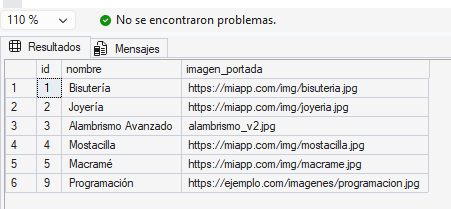 110 % No se encontraron problemas.
Resultados Mensajes
id nombre imagen_portada
1 1 Bisutería https://miapp.com/img/bisuteria.jpg
2 2 Joyería https://miapp.com/img/joyeria.jpg
3 3 Alambrismo Avanzado alambrismo_v2.jpg
4 4 Mostacilla https://miapp.com/img/mostacilla.jpg
5 5 Macramé https://miapp.com/img/macrame.jpg
6 9 Programación https://ejemplo.com/imagenes/programacion.jpg